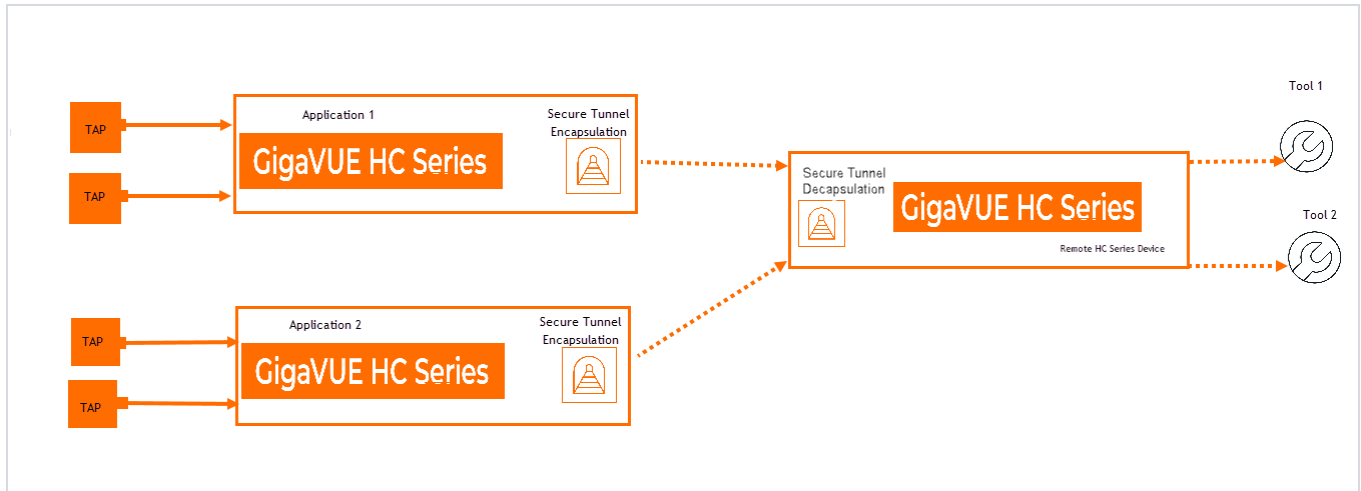 Tool 1
Application 1
Secure Tunnel
Encapsulation
TAP
GigaVUE HC Series
TAP
Secure Tunnel
Decapsulation
GigaVUE HC Series
Remote HC Series Device
Tool 2
Application 2
Secure Tunnel
Encapsulation
TAP
GigaVUE HC Series
TAP